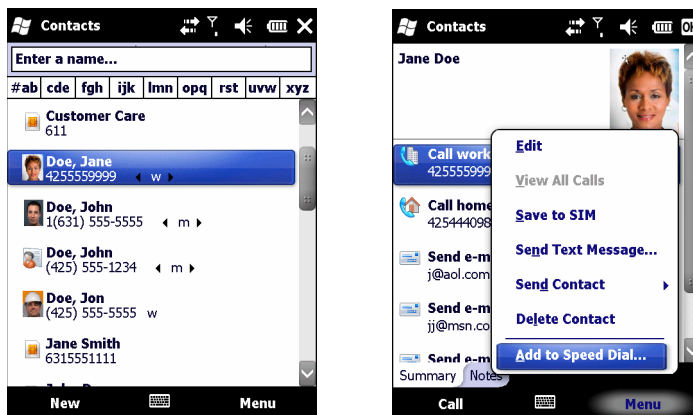 Contacts
Enter a name...
#ab cde fgh ijk lmn opq rst uvw xyz
Customer Care
611
Doe, Jane
4255559999 w
Doe, John
1(631) 555-5555 m
Doe, John
(425) 555-1234 m
Doe, Jon
(425) 555-5555 w
Jane Smith
6315551111
New Menu
Contacts
Jane Doe
Call work
425555999
Call home
425444098
Send e-m
j@aol.com
Send e-m
jj@msn.co
Send e-m
Summary Notes
Edit
View All Calls
Save to SIM
Send Text Message...
Send Contact
Delete Contact
Add to Speed Dial...
Call Menu